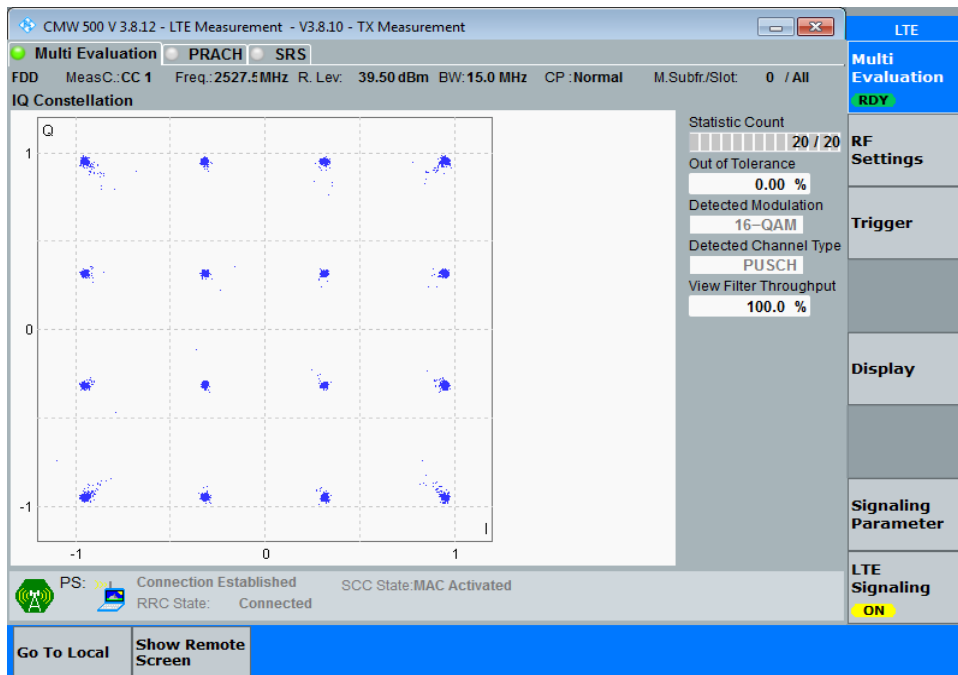 CMW 500 V 3.8.12 - LTE Measurement - V3.8.10 - TX Measurement
LTE
Multi Evaluation PRACH SRS
FDD MeasC.:CC 1 Freq.:2527.5MHz R. Lev: 39.50 dBm BW:15.0 MHz CP :Normal M.Subfr./Slot: 0 / All
IQ Constellation
Q
1
0
-1
I
-1 0 1
Statistic Count
20 / 20
Out of Tolerance
0.00 %
Detected Modulation
16-QAM
Detected Channel Type
PUSCH
View Filter Throughput
100.0 %
Multi
Evaluation
RDY
RF
Settings
Trigger
Display
Signaling
Parameter
LTE
Signaling
ON
PS: Connection Established SCC State:MAC Activated
RRC State: Connected
Go To Local
Show Remote
Screen